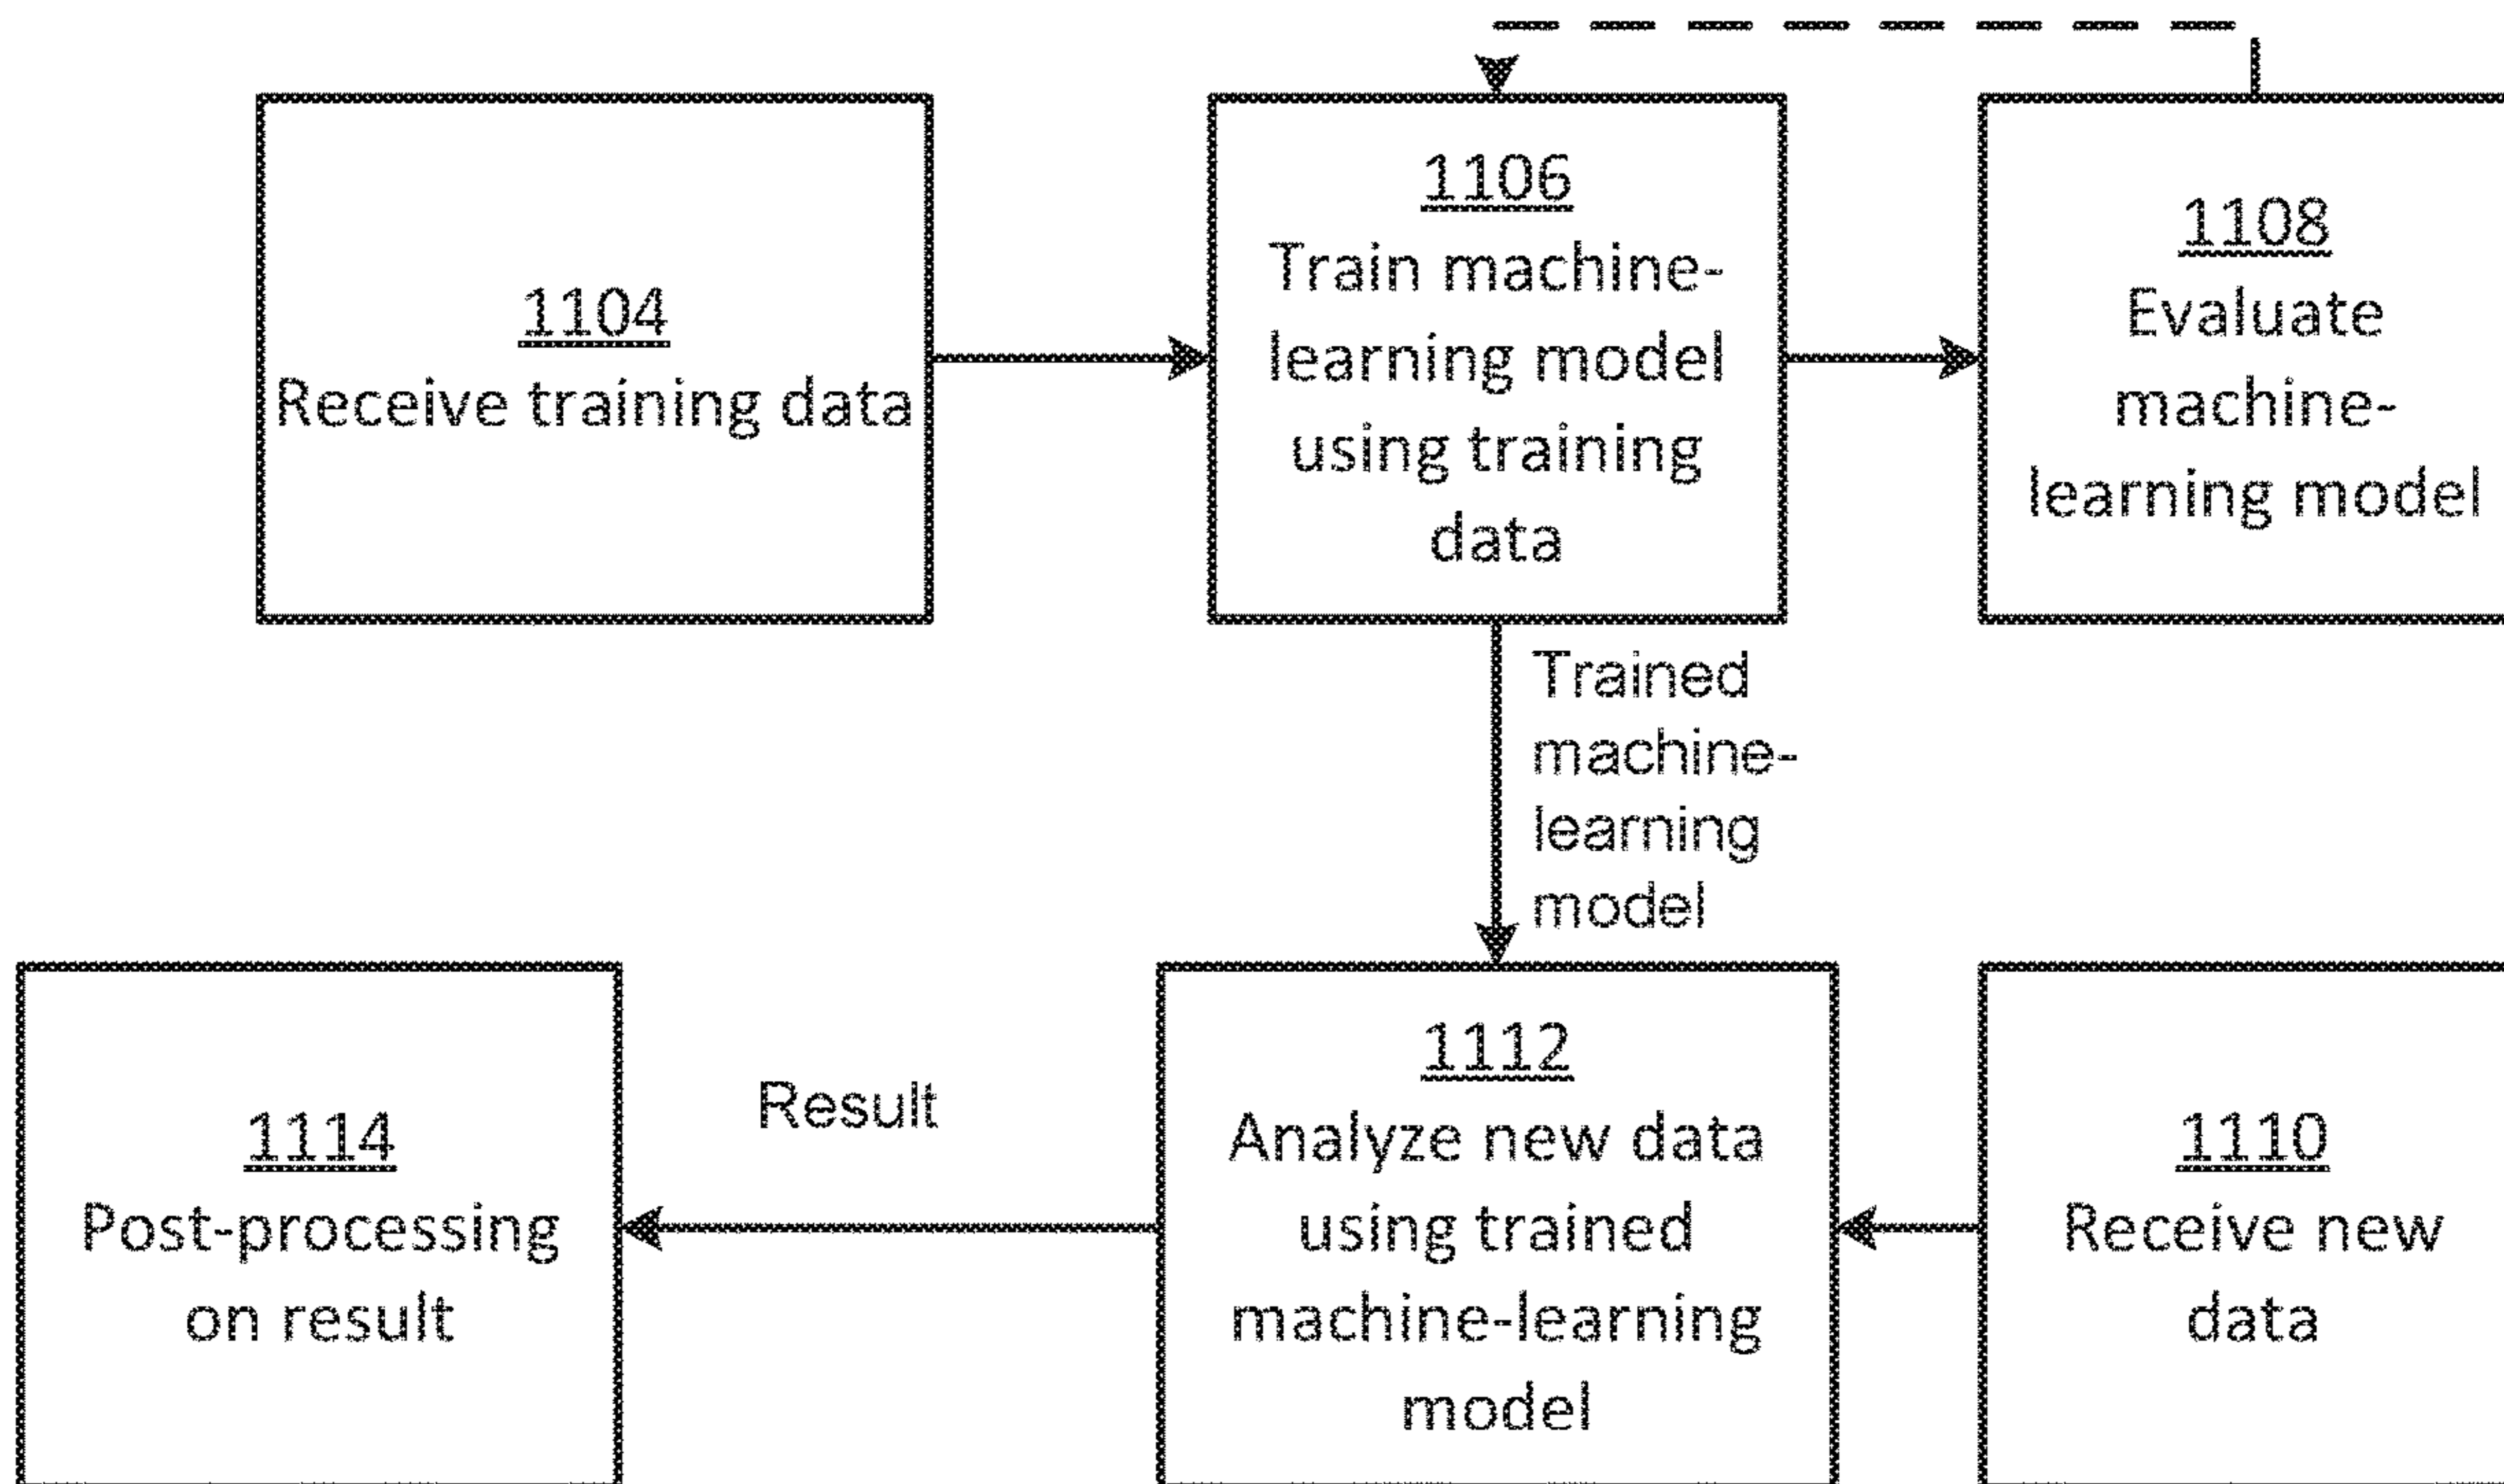 1104
Receive training data
1106
Train machine-
learning model
using training
data
1108
Evaluate
machine-
learning model
Trained
machine-
learning
model
1114
Post-processing
on result
Result
1112
Analyze new data
using trained
machine-learning
model
1110
Receive new
data